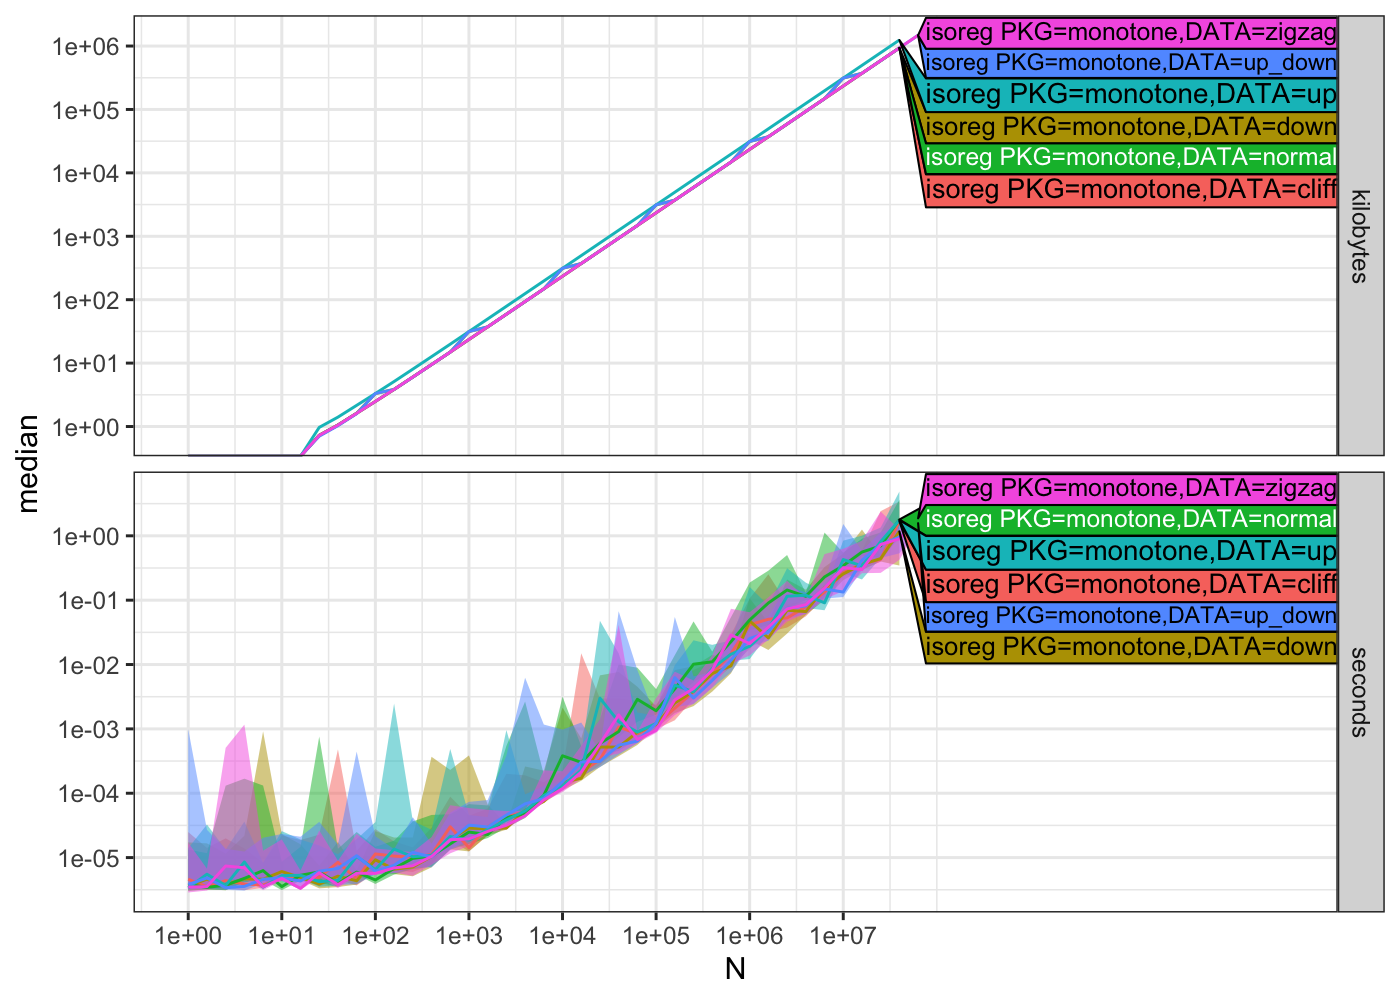 1e+06
1e+05
1e+04
1e+03
1e+02
1e+01
1e+00
isoreg PKG=monotone,DATA=zigzag
isoreg PKG=monotone,DATA=up_down
isoreg PKG=monotone,DATA=up
isoreg PKG=monotone,DATA=down
isoreg PKG=monotone,DATA=normal
isoreg PKG=monotone,DATA=cliff
kilobytes
median
1e+00
1e-01
1e-02
1e-03
1e-04
1e-05
isoreg PKG=monotone,DATA=zigzag
isoreg PKG=monotone,DATA=normal
isoreg PKG=monotone,DATA=up
isoreg PKG=monotone,DATA=cliff
isoreg PKG=monotone,DATA=up_down
isoreg PKG=monotone,DATA=down
seconds
1e+00 1e+01 1e+02 1e+03 1e+04 1e+05 1e+06 1e+07
N